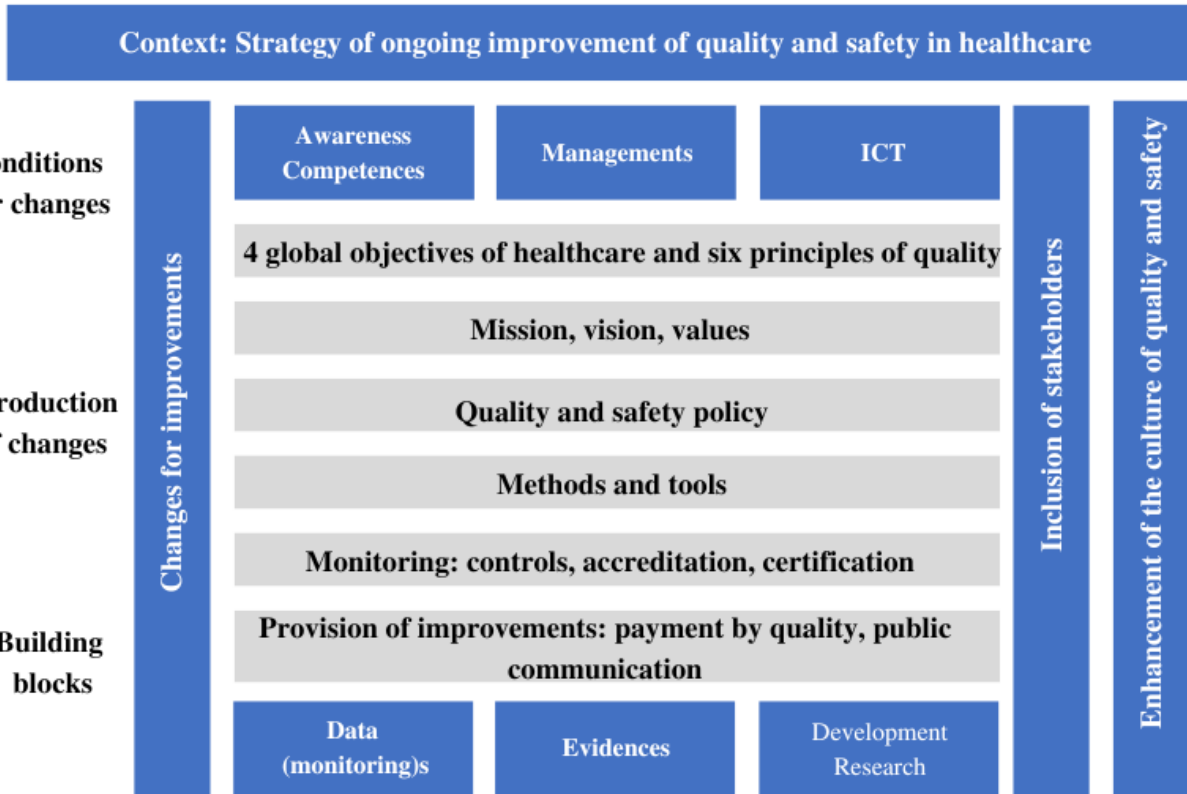 Context: Strategy of ongoing improvement of quality and safety in healthcare
onditions
r changes
Awareness
Competences
Managements
ICT
4 global objectives of healthcare and six principles of quality
Mission, vision, values
roduction
f changes
Quality and safety policy
Methods and tools
Monitoring: controls, accreditation, certification
Building
blocks
Provision of improvements: payment by quality, public
communication
Data
(monitoring)s
Evidences
Development
Research
Changes for improvements
Inclusion of stakeholders
Enhancement of the culture of quality and safety